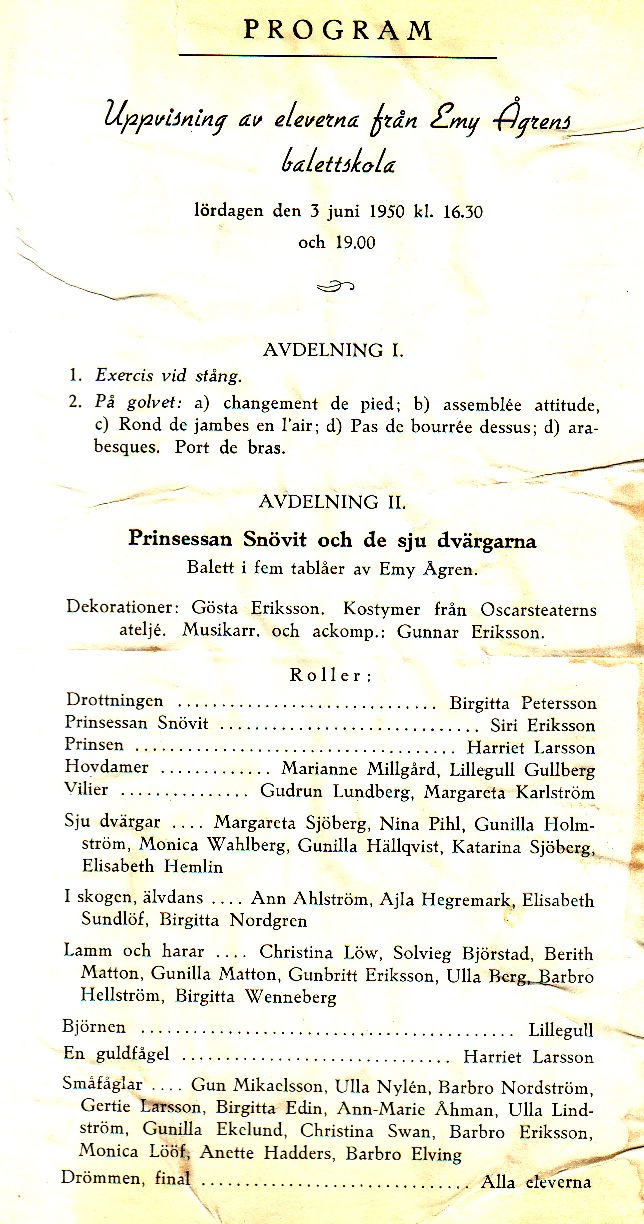 PROGRAM
Uppvisning av eleverna från Emy Ågrens
balettskola
lördagen den 3 juni 1950 kl. 16.30
och 19.00
AVDELNING I.
1. Exercis vid stång.
2. På golvet: a) changement de pied; b) assemblée attitude,
c) Rond de jambes en l'air; d) Pas de bourrée dessus; d) ara-
besques. Port de bras.
AVDELNING II.
Prinsessan Snövit och de sju dvärgarna
Balett i fem tablåer av Emy Ågren.
Dekorationer: Gösta Eriksson. Kostymer från Oscarsteaterns
ateljé. Musikarr. och ackomp.: Gunnar Eriksson.
Roller:
Drottningen .............................. Birgitta Petersson
Prinsessan Snövit .............................. Siri Eriksson
Prinsen .................................... Harriet Larsson
Hovdamer ............. Marianne Millgård, Lillegull Gullberg
Vilier ............... Gudrun Lundberg, Margareta Karlström
Sju dvärgar .... Margareta Sjöberg, Nina Pihl, Gunilla Holm-
ström, Monica Wahlberg, Gunilla Hällqvist, Katarina Sjöberg,
Elisabeth Hemlin
I skogen, älvdans .... Ann Ahlström, Ajla Hegremark, Elisabeth
Sundlöf, Birgitta Nordgren
Lamm och harar .... Christina Löw, Solvieg Björstad, Berith
Matton, Gunilla Matton, Gunbritt Eriksson, Ulla Berg, Barbro
Hellström, Birgitta Wenneberg
Björnen .......................................... Lillegull
En guldfågel ............................... Harriet Larsson
Småfåglar .... Gun Mikaelsson, Ulla Nylén, Barbro Nordström,
Gertie Larsson, Birgitta Edin, Ann-Marie Åhman, Ulla Lind-
ström, Gunilla Ekelund, Christina Swan, Barbro Eriksson,
Monica Lööf, Anette Hadders, Barbro Elving
Drömmen, final .............................. Alla eleverna